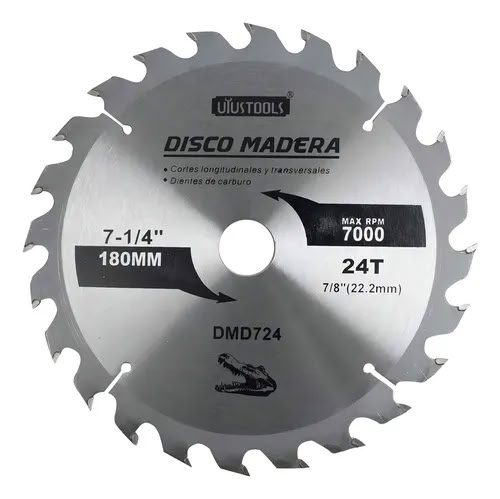 UYUSTOOLS®
DISCO MADERA
• Cortes longitudinales y transversales
• Dientes de carburo
7-1/4"
180MM
MAX RPM
7000
24T
7/8"(22.2mm)
DMD724